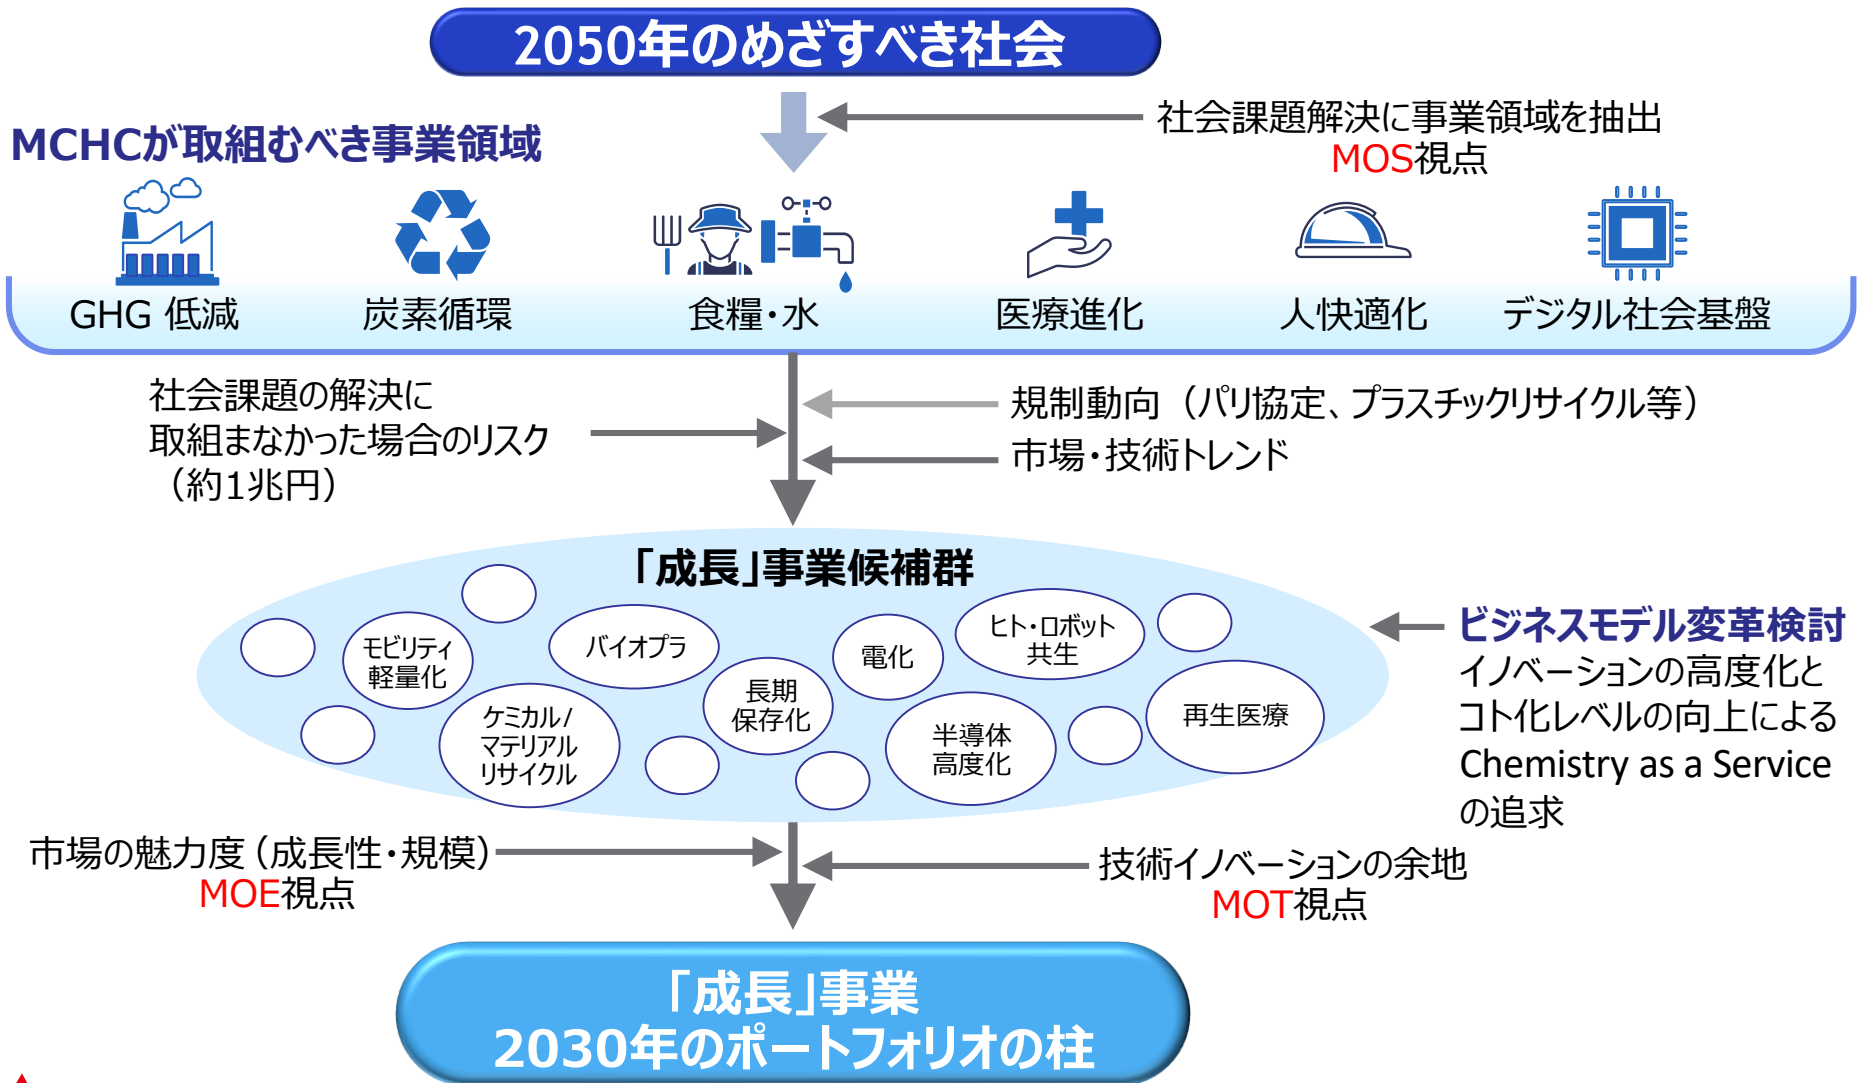 2050年のめざすべき社会
社会課題解決に事業領域を抽出
MOS視点
MCHCが取組むべき事業領域
GHG 低減
炭素循環
食糧・水
医療進化
人快適化
デジタル社会基盤
社会課題の解決に
取組まなかった場合のリスク
（約1兆円）
規制動向（パリ協定、プラスチックリサイクル等）
市場・技術トレンド
「成長」事業候補群
モビリティ
軽量化
バイオプラ
ケミカル/
マテリアル
リサイクル
長期
保存化
電化
ヒト・ロボット
共生
半導体
高度化
再生医療
ビジネスモデル変革検討
イノベーションの高度化と
コト化レベルの向上による
Chemistry as a Service
の追求
市場の魅力度（成長性・規模）
MOE視点
技術イノベーションの余地
MOT視点
「成長」事業
2030年のポートフォリオの柱